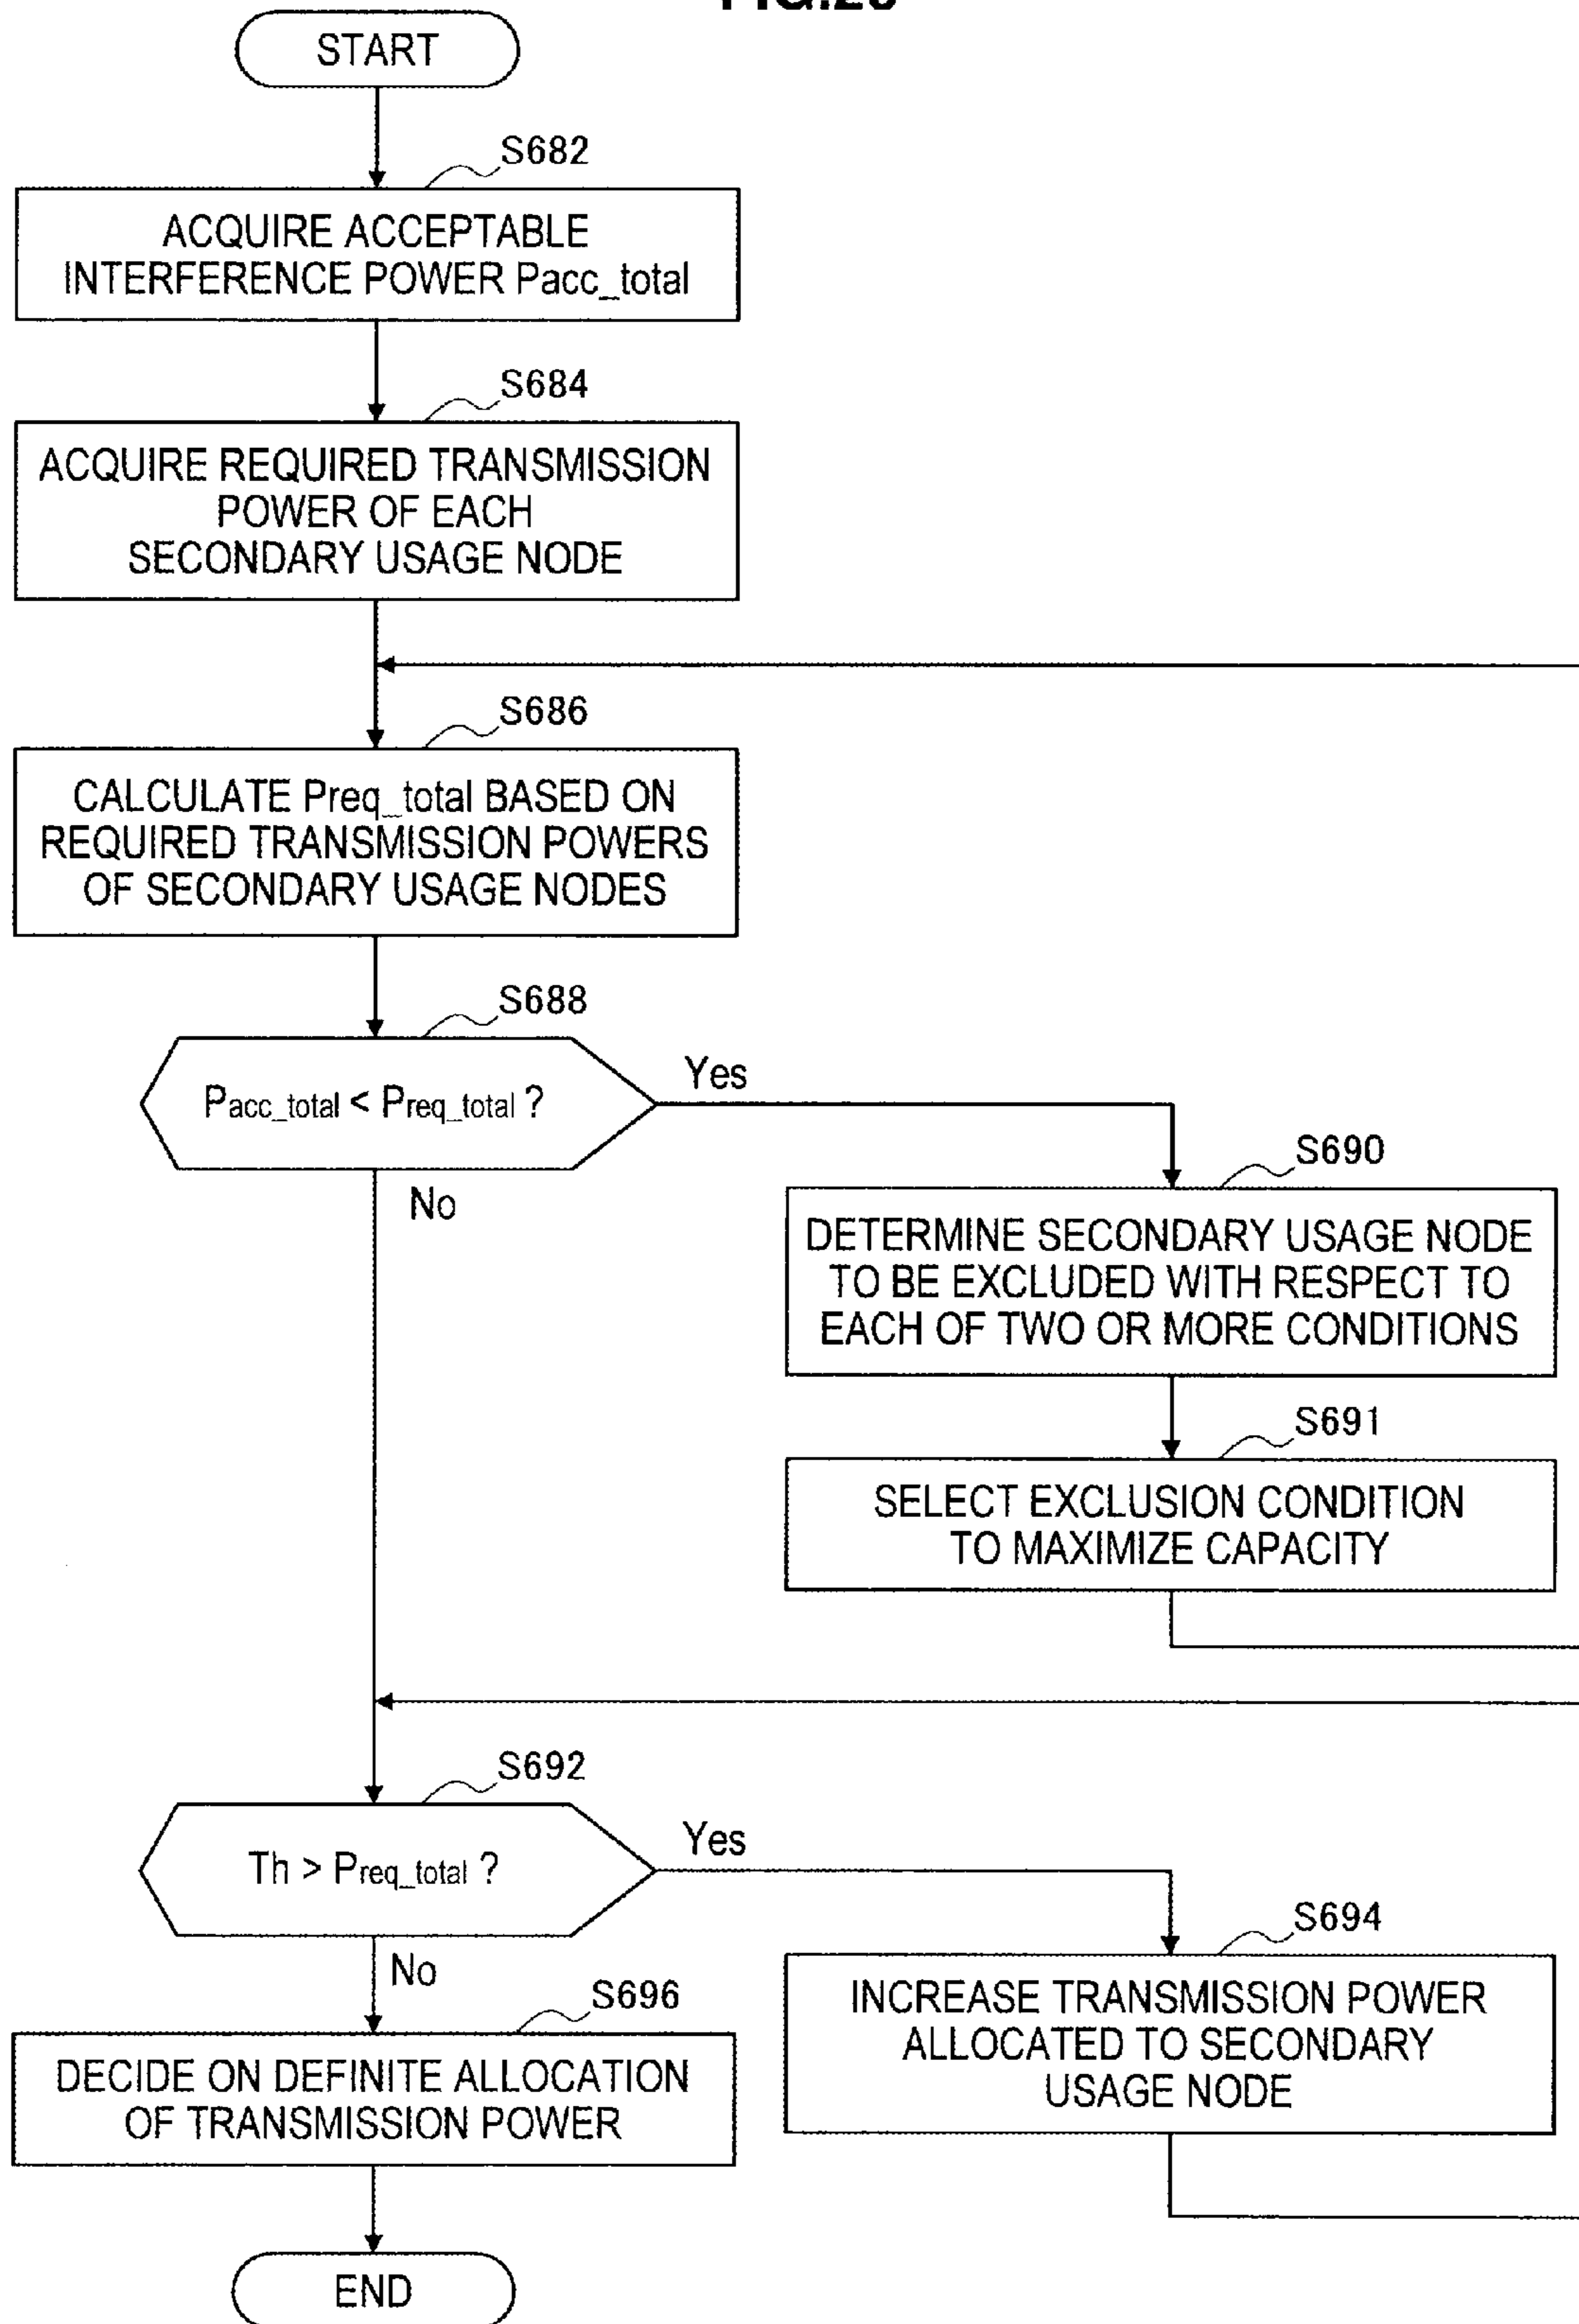 START
S682
ACQUIRE ACCEPTABLE
INTERFERENCE POWER Pacc_total
S684
ACQUIRE REQUIRED TRANSMISSION
POWER OF EACH
SECONDARY USAGE NODE
S686
CALCULATE Preq_total BASED ON
REQUIRED TRANSMISSION POWERS
OF SECONDARY USAGE NODES
S688
Pacc_total < Preq_total ?
Yes
No
S690
DETERMINE SECONDARY USAGE NODE
TO BE EXCLUDED WITH RESPECT TO
EACH OF TWO OR MORE CONDITIONS
S691
SELECT EXCLUSION CONDITION
TO MAXIMIZE CAPACITY
S692
Th > Preq_total ?
Yes
No
S694
INCREASE TRANSMISSION POWER
ALLOCATED TO SECONDARY
USAGE NODE
S696
DECIDE ON DEFINITE ALLOCATION
OF TRANSMISSION POWER
END